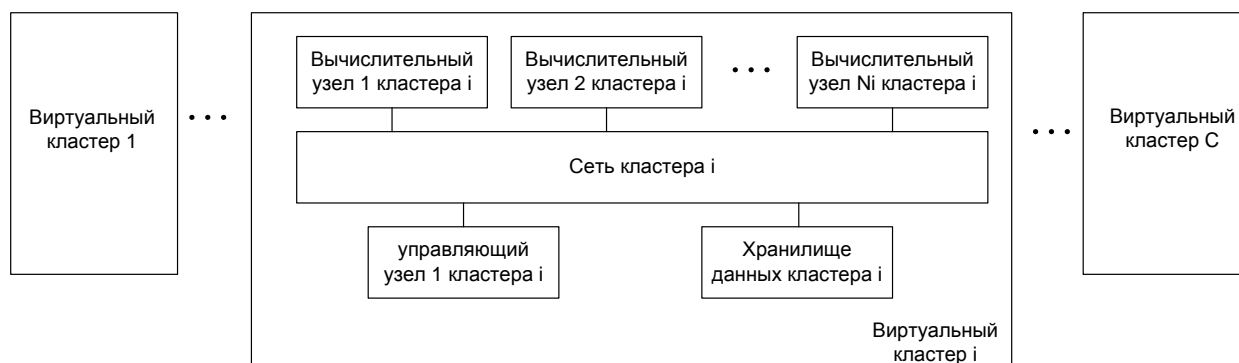 Виртуальный
кластер 1
• • •
Вычислительный
узел 1 кластера i
Вычислительный
узел 2 кластера i
• • •
Вычислительный
узел Ni кластера i
Сеть кластера i
управляющий
узел 1 кластера i
Хранилище
данных кластера i
Виртуальный
кластер i
• • •
Виртуальный
кластер C